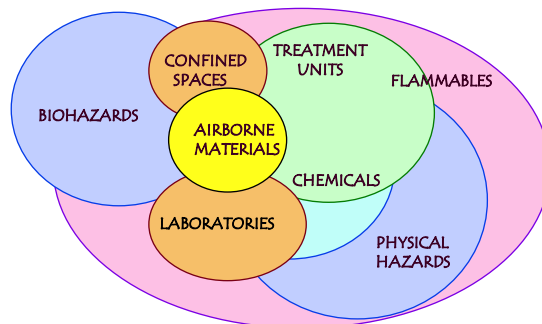 CONFINED
SPACES
TREATMENT
UNITS
FLAMMABLES
BIOHAZARDS
AIRBORNE
MATERIALS
CHEMICALS
LABORATORIES
PHYSICAL
HAZARDS